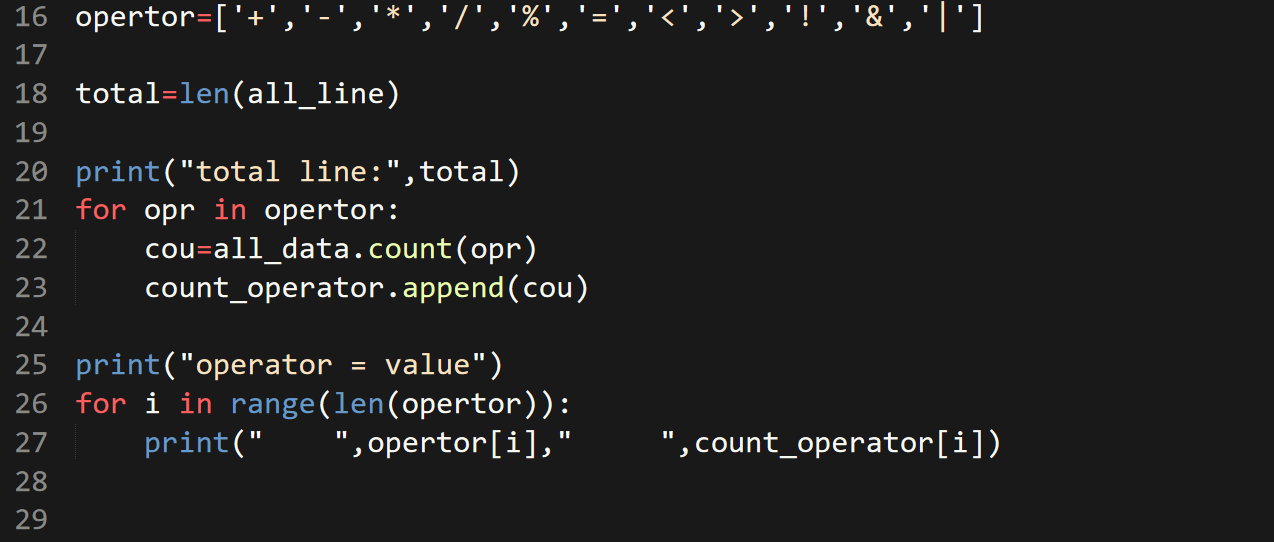 16 opertor=['+','-','*','/','%','=','<','>','!','&','|']
17
18 total=len(all_line)
19
20 print("total line:",total)
21 for opr in opertor:
22     cou=all_data.count(opr)
23     count_operator.append(cou)
24
25 print("operator = value")
26 for i in range(len(opertor)):
27     print("    ",opertor[i],"     ",count_operator[i])
28
29